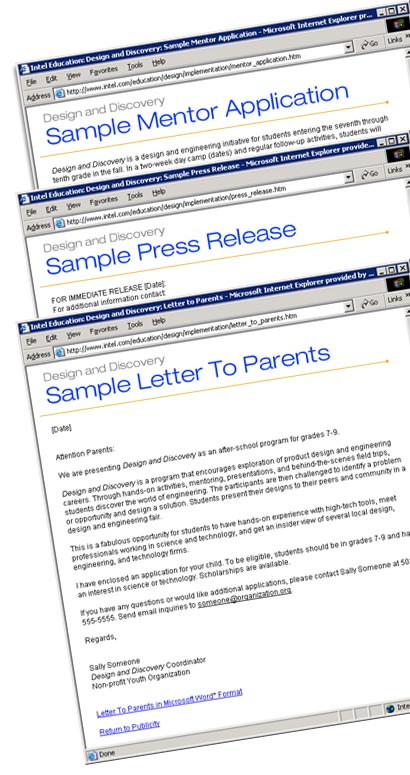 Intel Education: Design and Discovery: Sample Mentor Application - Microsoft Internet Explorer pr...
File Edit View Favorites Tools Help
Address http://www.intel.com/education/design/implementation/mentor_application.htm Go Links »
Design and Discovery
Sample Mentor Application
Design and Discovery is a design and engineering initiative for students entering the seventh through
tenth grade in the fall. In a two-week day camp (dates) and regular follow-up activities, students will
Intel Education: Design and Discovery: Sample Press Release - Microsoft Internet Explorer provide...
File Edit View Favorites Tools Help
Address http://www.intel.com/education/design/implementation/press_release.htm Go Links
Design and Discovery
Sample Press Release
FOR IMMEDIATE RELEASE [Date]:
For additional information contact:
Intel Education: Design and Discovery: Letter to Parents - Microsoft Internet Explorer provided by ...
File Edit View Favorites Tools Help
Address http://www.intel.com/education/design/implementation/letter_to_parents.htm Go Links
Design and Discovery
Sample Letter To Parents
[Date]
Attention Parents:
We are presenting Design and Discovery as an after-school program for grades 7-9.
Design and Discovery is a program that encourages exploration of product design and engineering
careers. Through hands-on activities, mentoring, presentations, and behind-the-scenes field trips,
students discover the world of engineering. The participants are then challenged to identify a problem
or opportunity and design a solution. Students present their designs to their peers and community in a
design and engineering fair.
This is a fabulous opportunity for students to have hands-on experience with high-tech tools, meet
professionals working in science and technology, and get an insider view of several local design,
engineering, and technology firms.
I have enclosed an application for your child. To be eligible, students should be in grades 7-9 and ha
an interest in science or technology. Scholarships are available.
If you have any questions or would like additional applications, please contact Sally Someone at 50
555-5555. Send email inquiries to someone@organization.org.
Regards,
Sally Someone
Design and Discovery Coordinator
Non-profit Youth Organization
Letter To Parents in Microsoft Word* Format
Return to Publicity
Done Inte